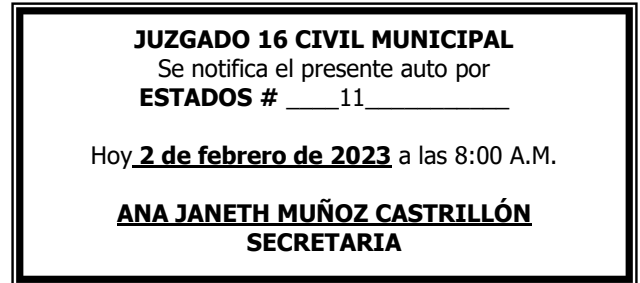 JUZGADO 16 CIVIL MUNICIPAL
Se notifica el presente auto por
ESTADOS # ____11___________
Hoy 2 de febrero de 2023 a las 8:00 A.M.
ANA JANETH MUÑOZ CASTRILLÓN
SECRETARIA